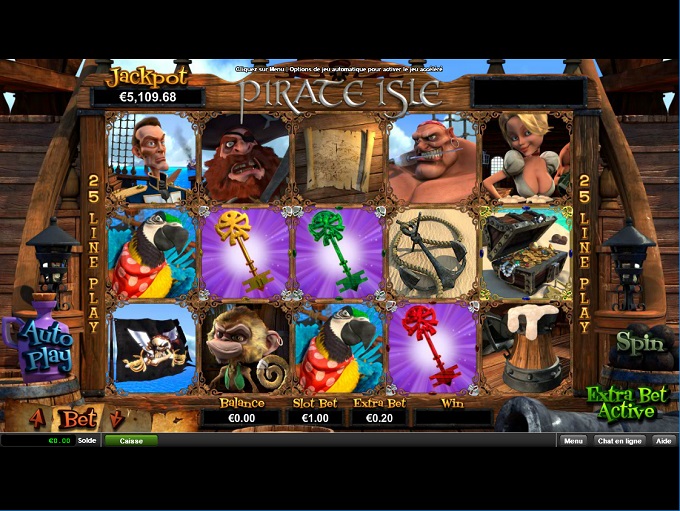 Cliquez sur Menu : Options de jeu automatique pour activer le jeu accéléré
Jackpot
€5,109.68
PIRATE ISLE
25 LINE PLAY
25 LINE PLAY
Auto Play
Spin
Extra Bet Active
Bet
Balance
€0.00
Slot Bet
€1.00
Extra Bet
€0.20
Win
€0.00 Solde Caisse Menu Chat en ligne Aide